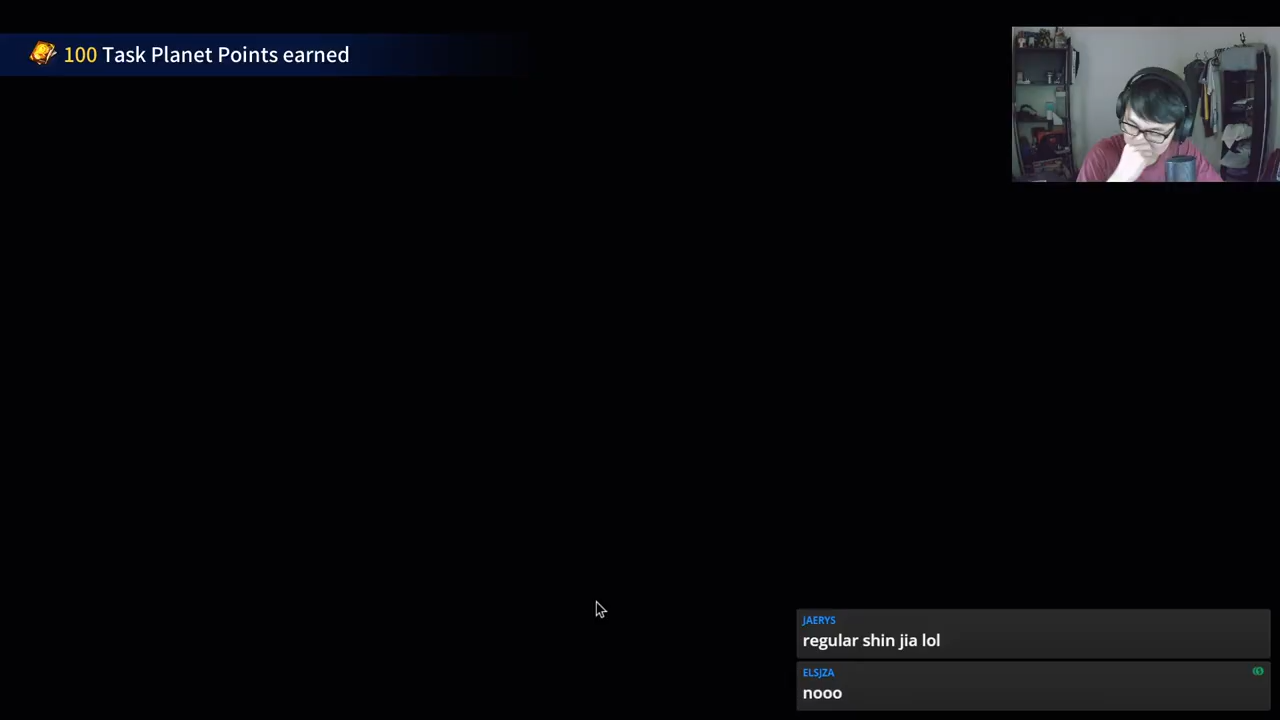 100 Task Planet Points earned
JAERYS
regular shin jia lol
ELSJZA
nooo